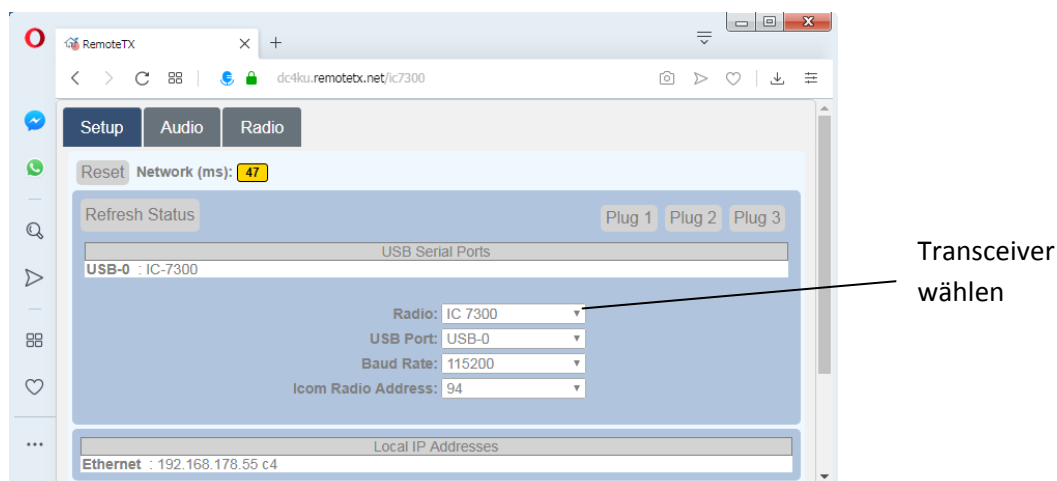 RemoteTX
dc4ku.remotetx.net/ic7300
Setup Audio Radio
Reset Network (ms): 47
Refresh Status Plug 1 Plug 2 Plug 3
USB Serial Ports
USB-0 : IC-7300
Radio: IC 7300
USB Port: USB-0
Baud Rate: 115200
Icom Radio Address: 94
Local IP Addresses
Ethernet : 192.168.178.55 c4
Transceiver
wählen